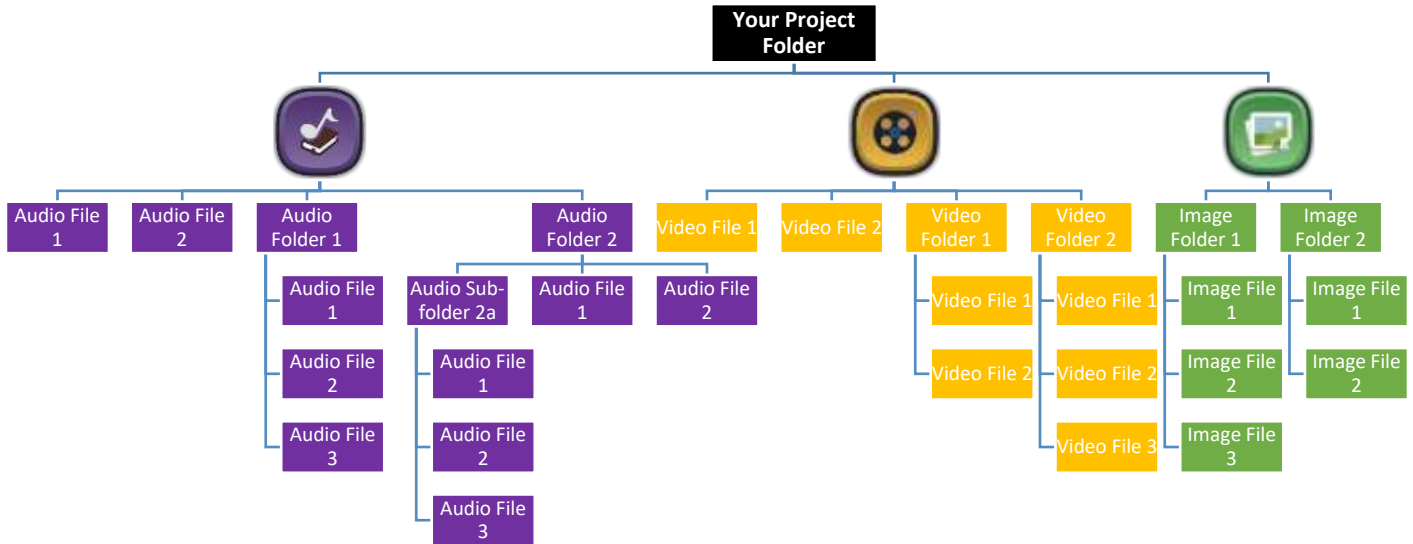 Your Project
Folder
Audio File
1
Audio File
2
Audio
Folder 1
Audio
Folder 2
Video File 1
Video File 2
Video
Folder 1
Video
Folder 2
Image
Folder 1
Image
Folder 2
Audio File
1
Audio File
2
Audio File
3
Audio Sub-
folder 2a
Audio File
1
Audio File
2
Audio File
3
Audio File
1
Audio File
2
Video File 1
Video File 2
Video File 1
Video File 2
Video File 3
Image File
1
Image File
2
Image File
3
Image File
1
Image File
2